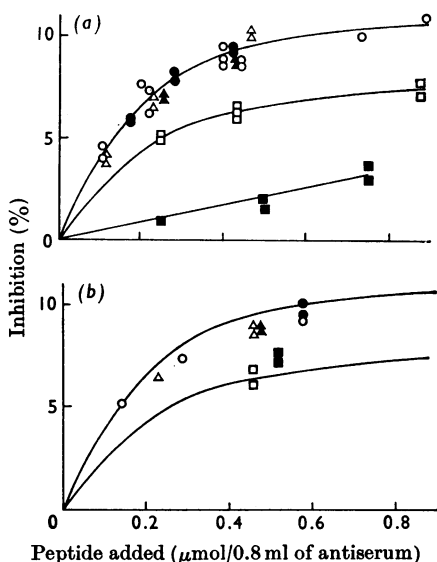 (a)
10
5
0
Inhibition (%)
(b)
10
5
0
0.2
0.4
0.6
0.8
Peptide added (μmol/0.8 ml of antiserum)